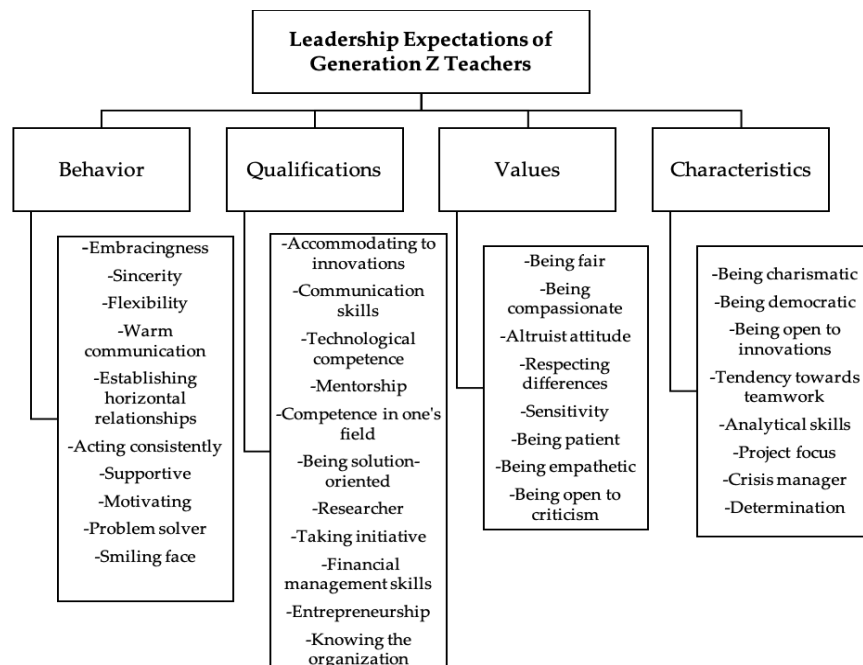 Leadership Expectations of
Generation Z Teachers
Behavior
Qualifications
Values
Characteristics
-Embracingness
-Sincerity
-Flexibility
-Warm
communication
-Establishing
horizontal
relationships
-Acting consistently
-Supportive
-Motivating
-Problem solver
-Smiling face
-Accommodating to
innovations
-Communication
skills
-Technological
competence
-Mentorship
-Competence in one's
field
-Being solution-
oriented
-Researcher
-Taking initiative
-Financial
management skills
-Entrepreneurship
-Knowing the
organization
-Being fair
-Being
compassionate
-Altruist attitude
-Respecting
differences
-Sensitivity
-Being patient
-Being empathetic
-Being open to
criticism
-Being charismatic
-Being democratic
-Being open to
innovations
-Tendency towards
teamwork
-Analytical skills
-Project focus
-Crisis manager
-Determination